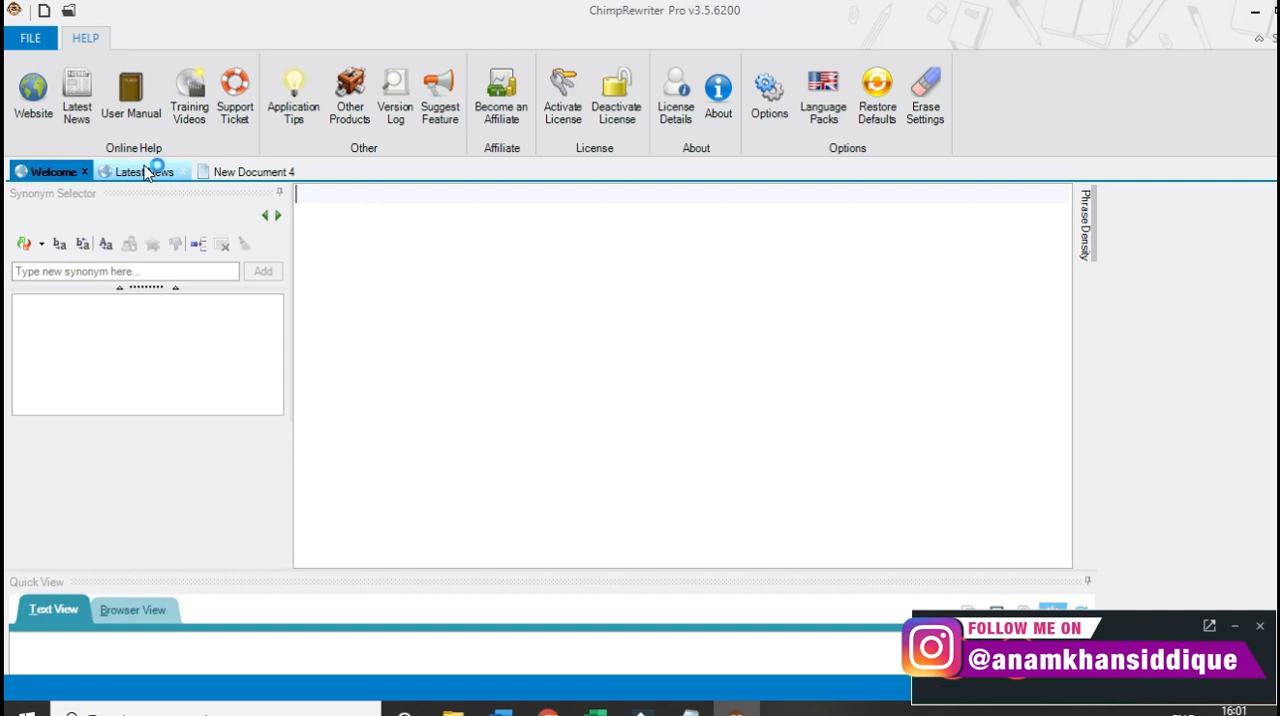 ChimpRewriter Pro v3.5.6200
FILE
HELP
Website
Latest News
User Manual
Training Videos
Support Ticket
Application Tips
Other Products
Version Log
Suggest Feature
Become an Affiliate
Activate License
Deactivate License
License Details
About
Options
Language Packs
Restore Defaults
Erase Settings
Online Help
Other
Affiliate
License
About
Options
Welcome
New Document 4
Synonym Selector
Type new synonym here...
Add
Phrase Density
Quick View
Text View
Browser View
FOLLOW ME ON
@anamkhansiddique
16:01